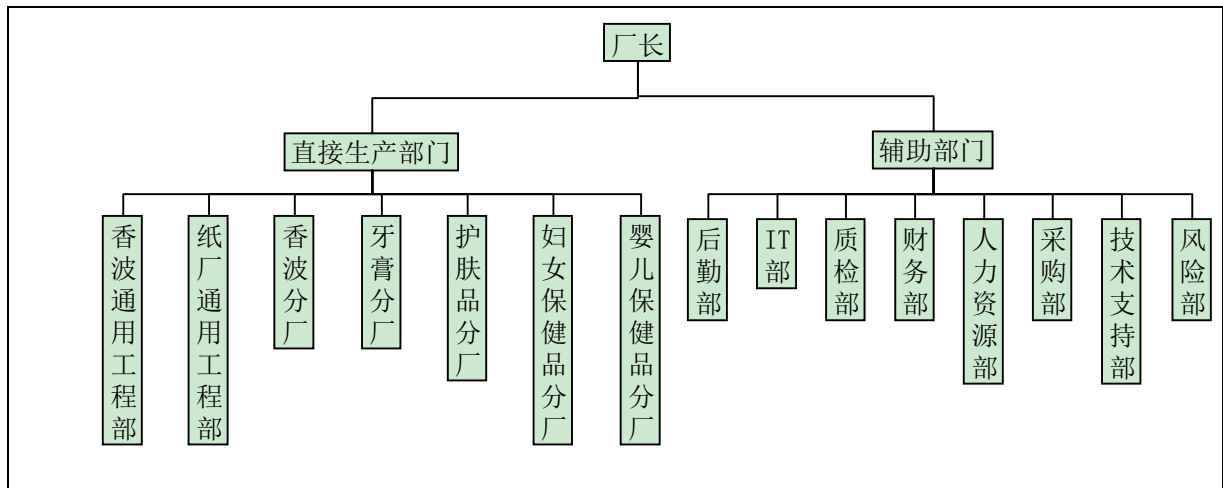 厂长
直接生产部门
辅助部门
香波通用工程部
纸厂通用工程部
香波分厂
牙膏分厂
护肤品分厂
妇女保健品分厂
婴儿保健品分厂
后勤部
IT部
质检部
财务部
人力资源部
采购部
技术支持部
风险部